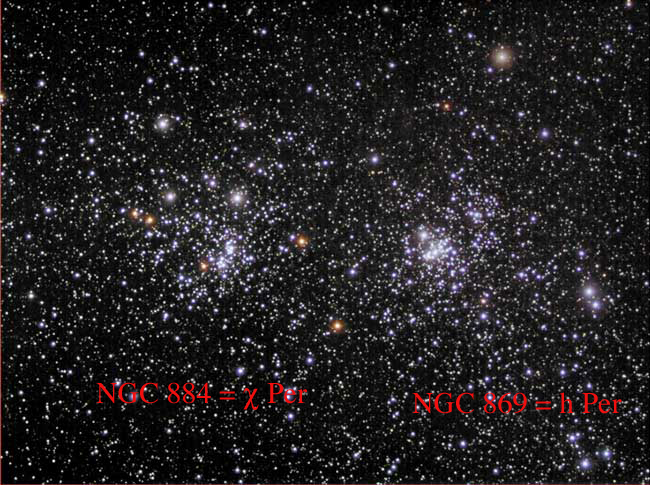 NGC 884 = χ Per
NGC 869 = h Per